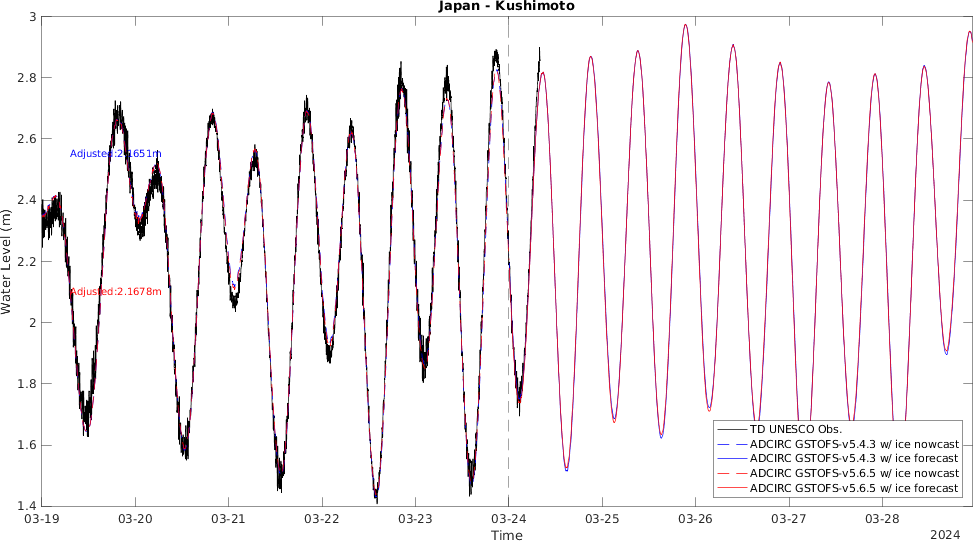 Japan - Kushimoto
3
2.8
2.6
2.4
2.2
2
1.8
1.6
1.4
Water Level (m)
Adjusted:2.1651m
Adjusted:2.1678m
TD UNESCO Obs.
ADCIRC GSTOFS-v5.4.3 w/ ice nowcast
ADCIRC GSTOFS-v5.4.3 w/ ice forecast
ADCIRC GSTOFS-v5.6.5 w/ ice nowcast
ADCIRC GSTOFS-v5.6.5 w/ ice forecast
03-19 03-20 03-21 03-22 03-23 03-24 03-25 03-26 03-27 03-28
Time
2024